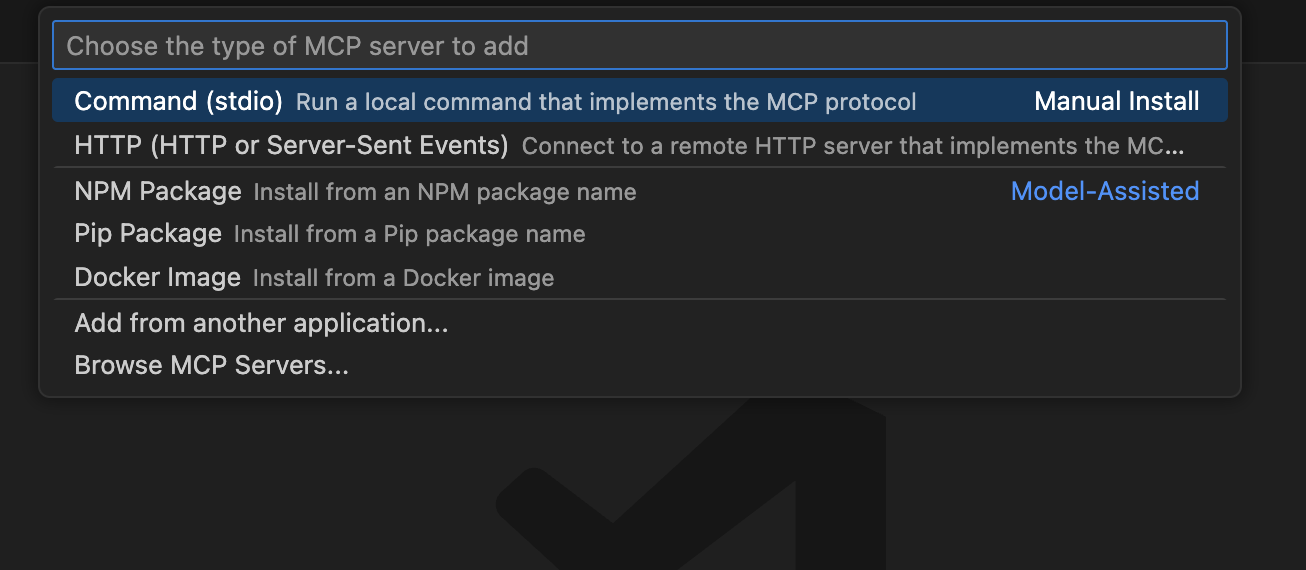 Choose the type of MCP server to add
Command (stdio) Run a local command that implements the MCP protocol Manual Install
HTTP (HTTP or Server-Sent Events) Connect to a remote HTTP server that implements the MC...
NPM Package Install from an NPM package name Model-Assisted
Pip Package Install from a Pip package name
Docker Image Install from a Docker image
Add from another application...
Browse MCP Servers...